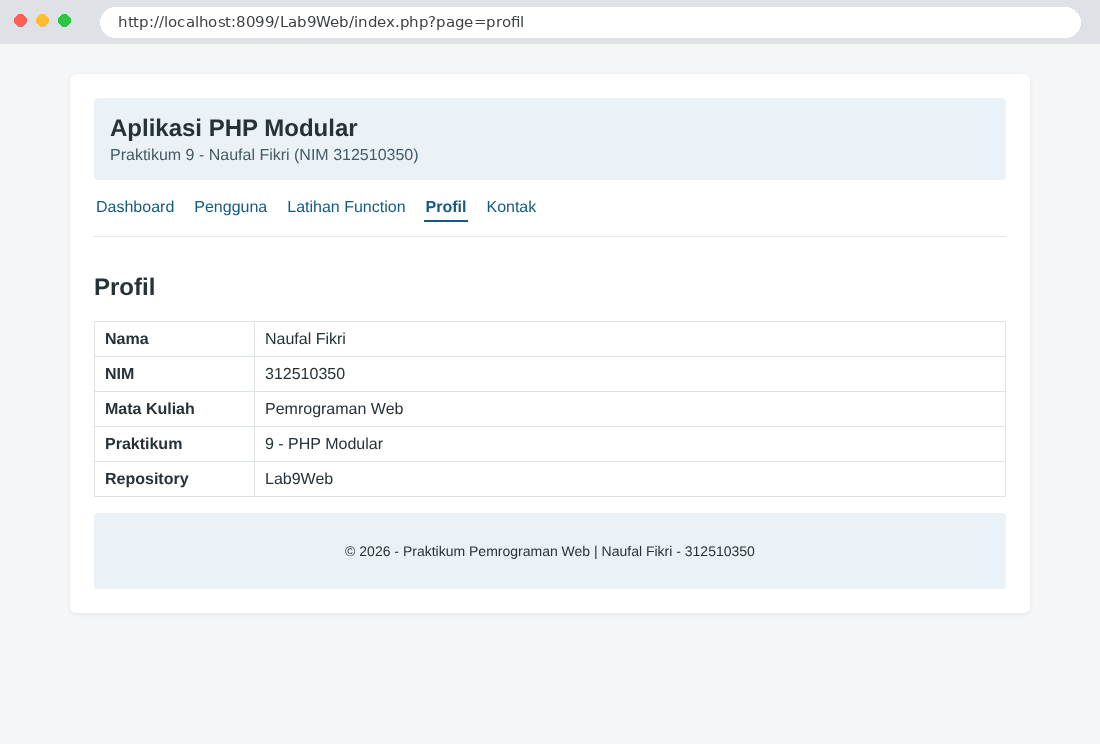 http://localhost:8099/Lab9Web/index.php?page=profil
Aplikasi PHP Modular
Praktikum 9 - Naufal Fikri (NIM 312510350)
Dashboard Pengguna Latihan Function Profil Kontak
Profil
Nama Naufal Fikri
NIM 312510350
Mata Kuliah Pemrograman Web
Praktikum 9 - PHP Modular
Repository Lab9Web
© 2026 - Praktikum Pemrograman Web | Naufal Fikri - 312510350